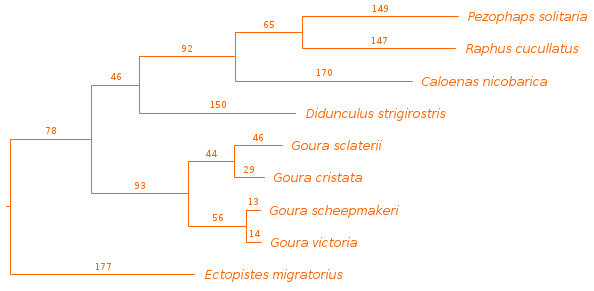 149
Pezophaps solitaria
65
147
Raphus cucullatus
92
170
Caloenas nicobarica
46
150
Didunculus strigirostris
78
46
Goura sclaterii
44
29
Goura cristata
93
13
Goura scheepmakeri
56
14
Goura victoria
177
Ectopistes migratorius